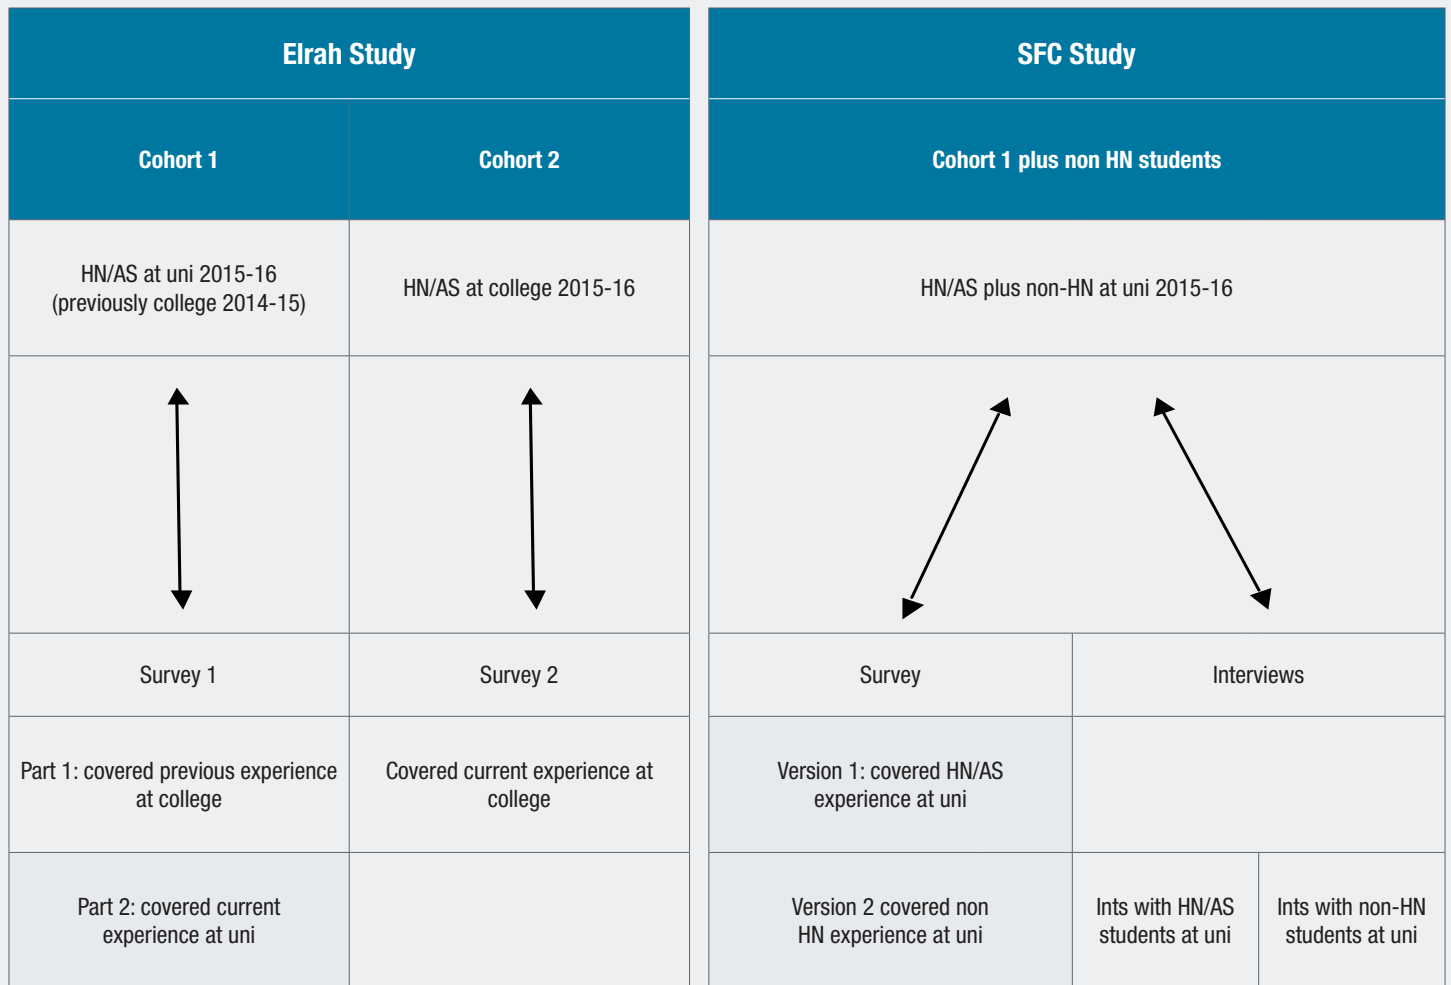 Elrah Study
SFC Study
Cohort 1
Cohort 2
Cohort 1 plus non HN students
HN/AS at uni 2015-16
(previously college 2014-15)
HN/AS at college 2015-16
HN/AS plus non-HN at uni 2015-16
Survey 1
Survey 2
Survey
Interviews
Part 1: covered previous experience
at college
Covered current experience at
college
Version 1: covered HN/AS
experience at uni
Part 2: covered current
experience at uni
Version 2 covered non
HN experience at uni
Ints with HN/AS
students at uni
Ints with non-HN
students at uni